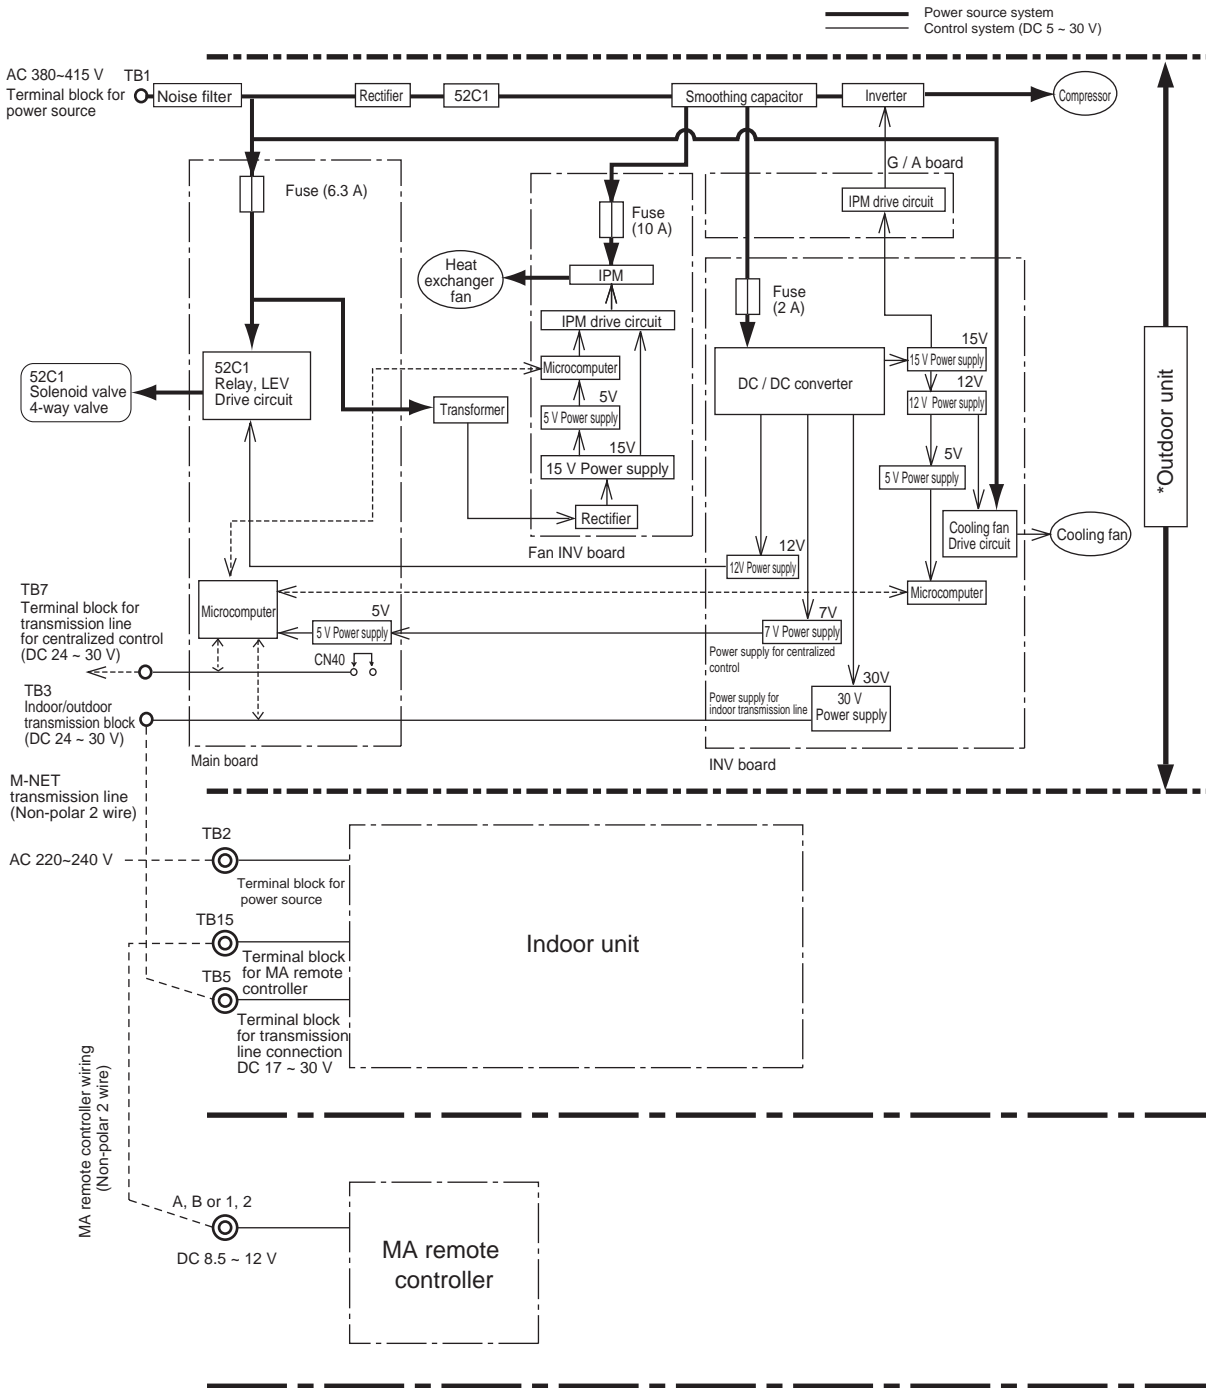 Power source system
Control system (DC 5 ~ 30 V)
AC 380~415 V
TB1
Terminal block for
power source
Noise filter
Rectifier
52C1
Smoothing capacitor
Inverter
Compressor
G / A board
IPM drive circuit
Fuse (6.3 A)
Fuse
(10 A)
Heat
exchanger
fan
IPM
Fuse
(2 A)
IPM drive circuit
15V
15 V Power supply
52C1
Relay, LEV
Drive circuit
Microcomputer
DC / DC converter
12V
12 V Power supply
52C1
Solenoid valve
4-way valve
Transformer
5V
5 V Power supply
15V
15 V Power supply
5V
5 V Power supply
*Outdoor unit
Rectifier
Fan INV board
Cooling fan
Drive circuit
Cooling fan
12V
12V Power supply
Microcomputer
TB7
Terminal block for
transmission line
for centralized control
(DC 24 ~ 30 V)
Microcomputer
5V
5 V Power supply
7V
7 V Power supply
Power supply for centralized
control
CN40
TB3
Indoor/outdoor
transmission block
(DC 24 ~ 30 V)
30V
30 V
Power supply
Power supply for
indoor transmission line
Main board
INV board
M-NET
transmission line
(Non-polar 2 wire)
AC 220~240 V
TB2
Terminal block for
power source
TB15
Terminal block
for MA remote
controller
TB5
Terminal block
for transmission
line connection
DC 17 ~ 30 V
Indoor unit
MA remote controller wiring
(Non-polar 2 wire)
A, B or 1, 2
DC 8.5 ~ 12 V
MA remote
controller